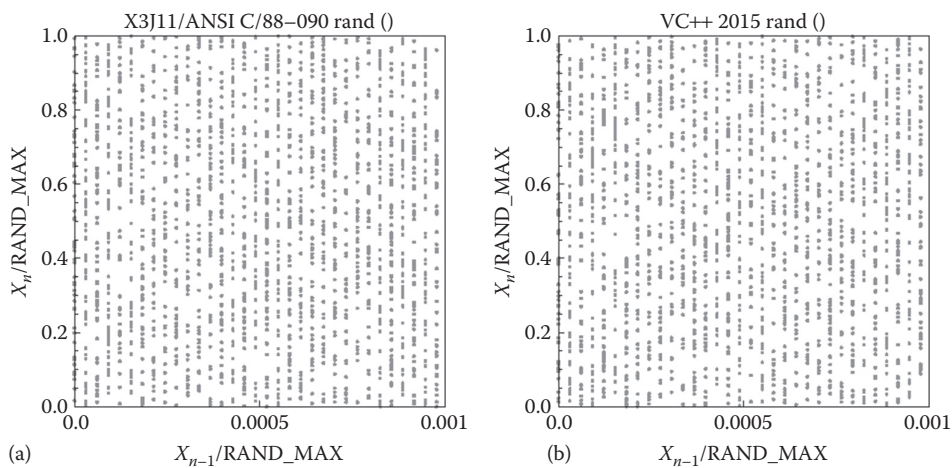 X3J11/ANSI C/88–090 rand ()
1.0
0.8
0.6
0.4
0.2
0.0
X_n/RAND_MAX
0
0.0005
0.001
X_{n–1}/RAND_MAX
(a)
VC++ 2015 rand ()
1.0
0.8
0.6
0.4
0.2
0.0
X_n/RAND_MAX
0
0.0005
0.001
X_{n–1}/RAND_MAX
(b)